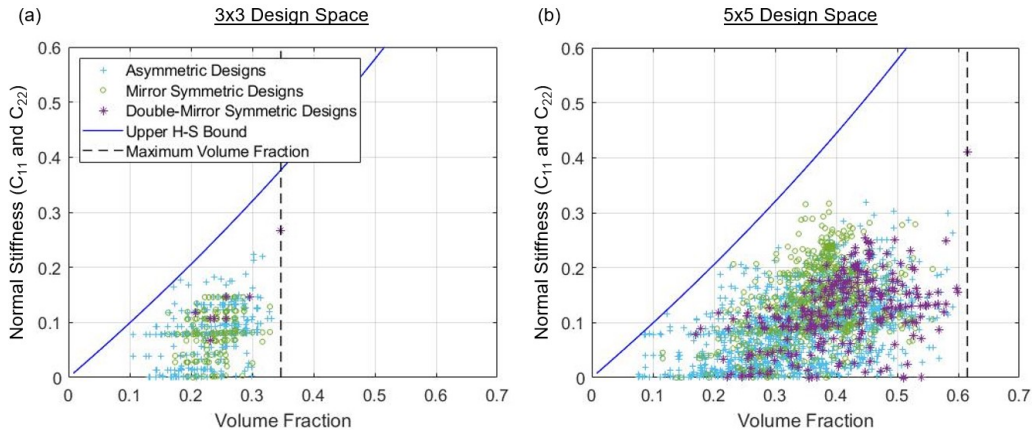 (a)
3x3 Design Space
Normal Stiffness (C11 and C22)
0.6
0.5
0.4
0.3
0.2
0.1
0
Asymmetric Designs
Mirror Symmetric Designs
Double-Mirror Symmetric Designs
Upper H-S Bound
Maximum Volume Fraction
0 0.1 0.2 0.3 0.4 0.5 0.6 0.7
Volume Fraction
(b)
5x5 Design Space
Normal Stiffness (C11 and C22)
0.6
0.5
0.4
0.3
0.2
0.1
0
0 0.1 0.2 0.3 0.4 0.5 0.6 0.7
Volume Fraction